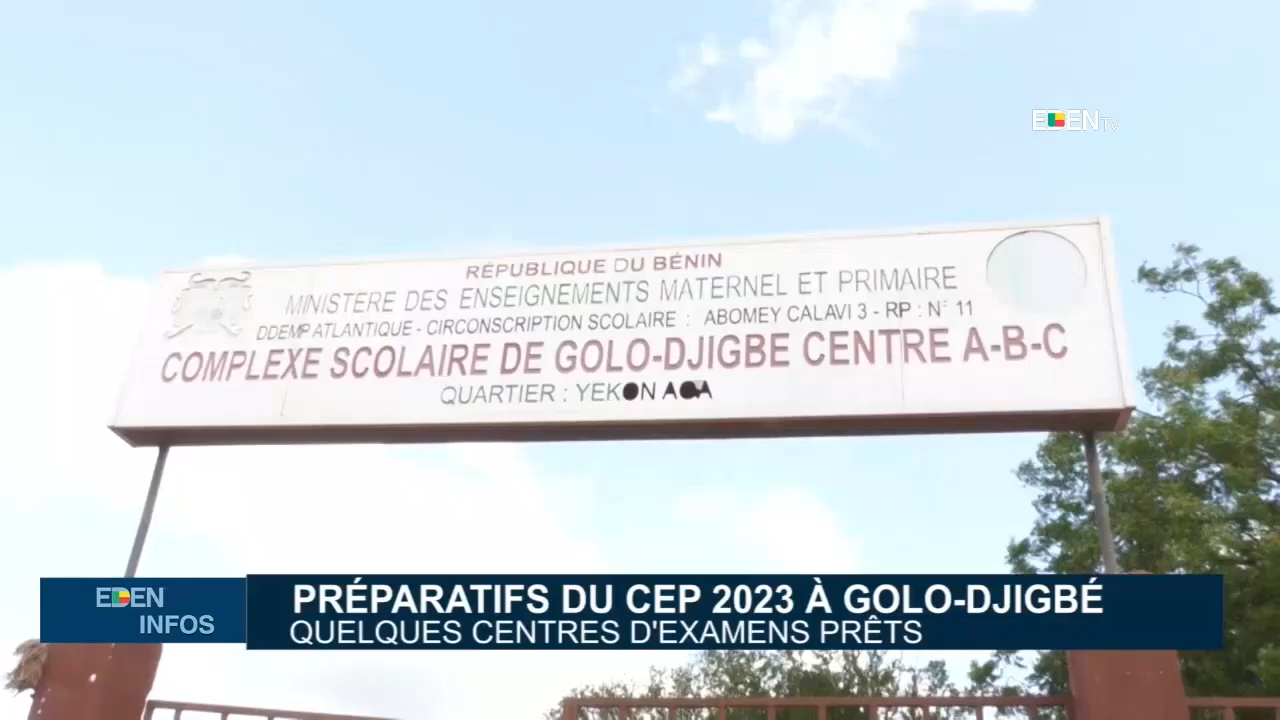 EDEN TV
RÉPUBLIQUE DU BÉNIN
MINISTERE DES ENSEIGNEMENTS MATERNEL ET PRIMAIRE
DDEMP ATLANTIQUE - CIRCONSCRIPTION SCOLAIRE : ABOMEY CALAVI 3 - RP : N° 11
COMPLEXE SCOLAIRE DE GOLO-DJIGBE CENTRE A-B-C
QUARTIER : YEKON AGA
EDEN
INFOS
PRÉPARATIFS DU CEP 2023 À GOLO-DJIGBÉ
QUELQUES CENTRES D'EXAMENS PRÊTS